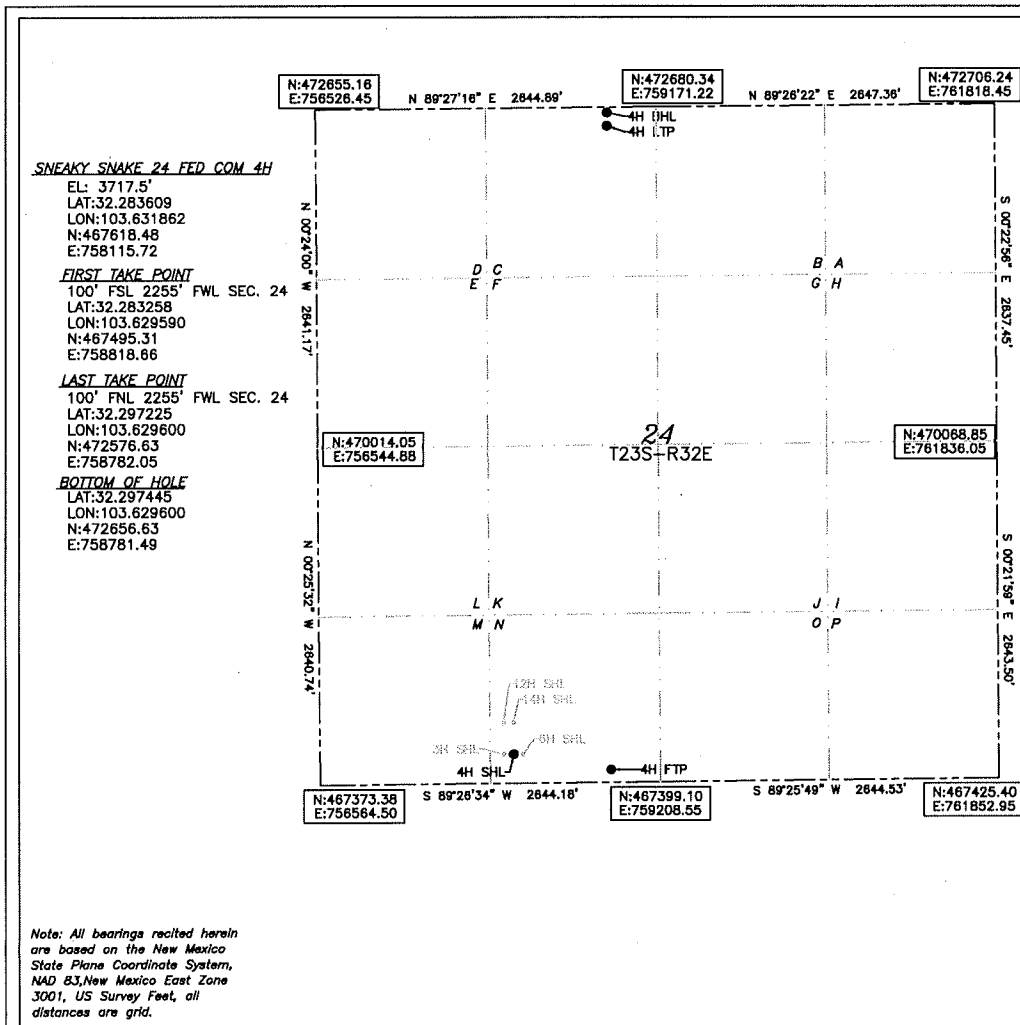 N:472655.16
E:756526.45
N 89°27'16" E 2644.89'
N:472680.34
E:759171.22
N 89°26'22" E 2647.36'
N:472706.24
E:761818.45
4H BHL
4H LTP
SNEAKY SNAKE 24 FED COM 4H
EL: 3717.5'
LAT:32.283609
LON:103.631862
N:467618.48
E:758115.72
FIRST TAKE POINT
100' FSL 2255' FWL SEC. 24
LAT:32.283258
LON:103.629590
N:467495.31
E:758818.66
LAST TAKE POINT
100' FNL 2255' FWL SEC. 24
LAT:32.297225
LON:103.629600
N:472576.63
E:758782.05
BOTTOM OF HOLE
LAT:32.297445
LON:103.629600
N:472656.63
E:758781.49
N 00°24'00" W 2641.17'
S 00°22'56" E 2637.45'
D C
E F
B A
G H
N:470014.05
E:756544.88
24
T23S-R32E
N:470068.85
E:761836.05
N 00°25'32" W 2640.74'
S 00°21'59" E 2643.50'
L K
M N
J I
O P
12H SHL
14H SHL
3H SHL
6H SHL
4H SHL
4H FTP
N:467373.38
E:756564.50
S 89°26'34" W 2644.18'
N:467399.10
E:759208.55
S 89°25'49" W 2644.53'
N:467425.40
E:761852.95
Note: All bearings recited herein
are based on the New Mexico
State Plane Coordinate System,
NAD 83,New Mexico East Zone
3001, US Survey Feet, all
distances are grid.